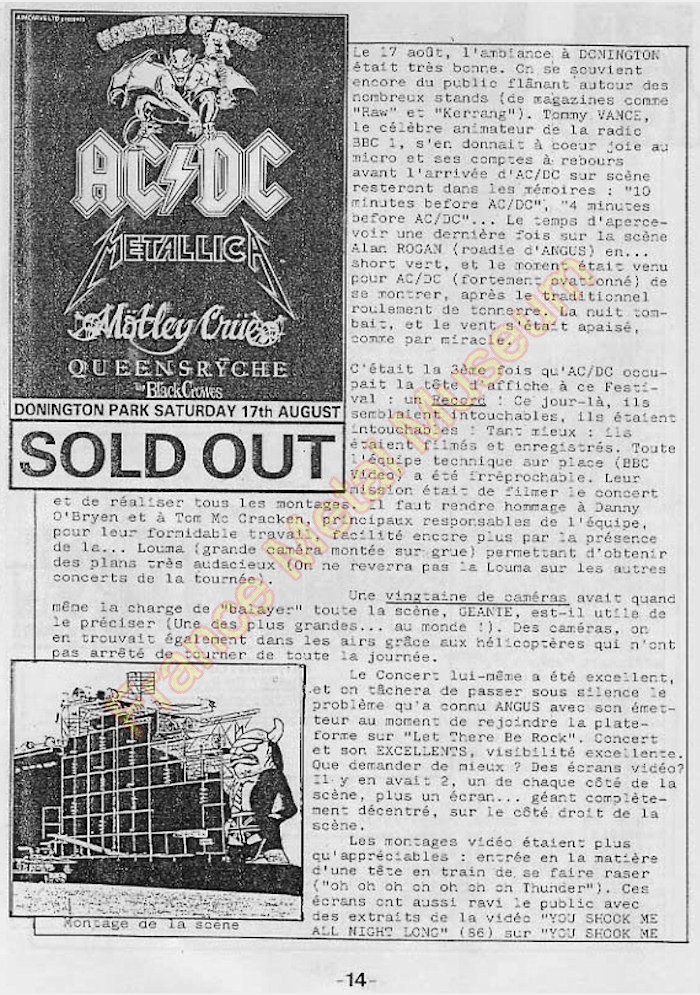 AIMCARVE LTD presents
MONSTERS OF ROCK
AC/DC
METALLICA
Mötley Crüe
QUEENSRŸCHE
The Black Crowes
DONINGTON PARK SATURDAY 17th AUGUST
SOLD OUT
Le 17 août, l'ambiance à DONINGTON
était très bonne. On se souvient
encore du public flânant autour des
nombreux stands (de magazines comme
"Raw" et "Kerrang"). Tommy VANCE,
le célèbre animateur de la radio
BBC 1, s'en donnait à coeur joie au
micro et ses comptes à rebours
avant l'arrivée d'AC/DC sur scène
resteront dans les mémoires : "10
minutes before AC/DC", "4 minutes
before AC/DC"... Le temps d'aperce-
voir une dernière fois sur la scène
Alan ROGAN (roadie d'ANGUS) en...
short vert, et le moment était venu
pour AC/DC (fortement ovationné) de
se montrer, après le traditionnel
roulement de tonnerre. La nuit tom-
bait, et le vent s'était apaisé,
comme par miracle.
C'était la 3ème fois qu'AC/DC occu-
pait la tête d'affiche à ce Festi-
val : un Record ! Ce jour-là, ils
semblaient intouchables, ils étaient
intouchables ! Tant mieux : ils
étaient filmés et enregistrés. Toute
l'équipe technique sur place (BBC
Video) a été irréprochable. Leur
mission était de filmer le concert
et de réaliser tous les montages. Il faut rendre hommage à Danny
O'Bryen et à Tom Mc Cracken, principaux responsables de l'équipe,
pour leur formidable travail, facilité encore plus par la présence
de la... Louma (grande caméra montée sur grue) permettant d'obtenir
des plans très audacieux (On ne reverra pas la Louma sur les autres
concerts de la tournée).
Une vingtaine de caméras avait quand
même la charge de "balayer" toute la scène, GEANTE, est-il utile de
le préciser (Une des plus grandes... au monde !). Des caméras, on
en trouvait également dans les airs grâce aux hélicoptères qui n'ont
pas arrêté de tourner de toute la journée.
Le Concert lui-même a été excellent,
et on tâchera de passer sous silence le
problème qu'a connu ANGUS avec son émet-
teur au moment de rejoindre la plate-
forme sur "Let There Be Rock". Concert
et son EXCELLENTS, visibilité excellente.
Que demander de mieux ? Des écrans vidéo?
Il y en avait 2, un de chaque côté de la
scène, plus un écran... géant complète-
ment décentré, sur le côté droit de la
scène.
Les montages vidéo étaient plus
qu'appréciables : entrée en la matière
d'une tête en train de se faire raser
("oh oh oh oh oh oh Thunder"). Ces
écrans ont aussi ravi le public avec
des extraits de la vidéo "YOU SHOOK ME
ALL NIGHT LONG" (86) sur "YOU SHOOK ME
Montage de la scène
-14-
France Metal Museum